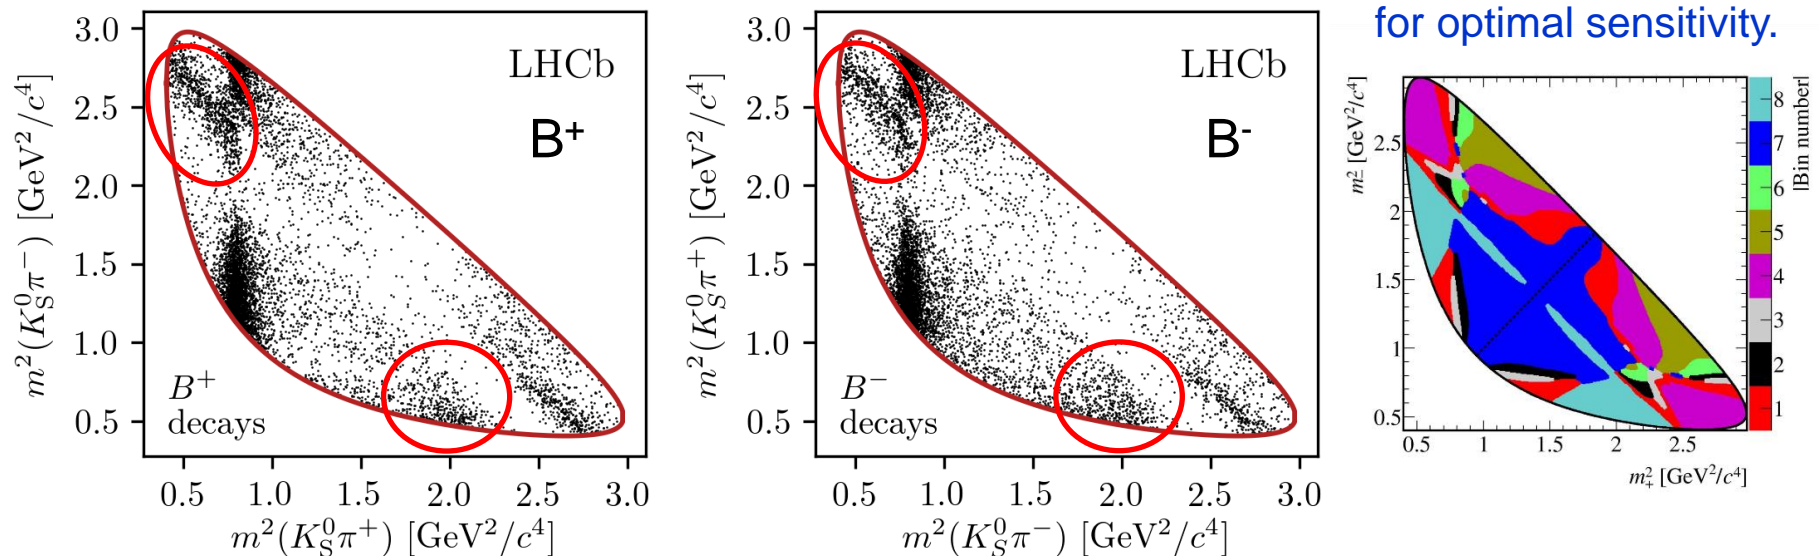 for optimal sensitivity.
LHCb
B⁺
B⁺
decays
3.0
2.5
2.0
1.5
1.0
0.5
0.5 1.0 1.5 2.0 2.5 3.0
m²(K⁰_Sπ⁻) [GeV²/c⁴]
m²(K⁰_Sπ⁺) [GeV²/c⁴]
LHCb
B⁻
B⁻
decays
3.0
2.5
2.0
1.5
1.0
0.5
0.5 1.0 1.5 2.0 2.5 3.0
m²(K⁰_Sπ⁺) [GeV²/c⁴]
m²(K⁰_Sπ⁻) [GeV²/c⁴]
m²₋ [GeV²/c⁴]
2.5
2
1.5
1
0.5
0.5 1 1.5 2 2.5
m²₊ [GeV²/c⁴]
8
7
6
5
4
3
2
1
|Bin number|